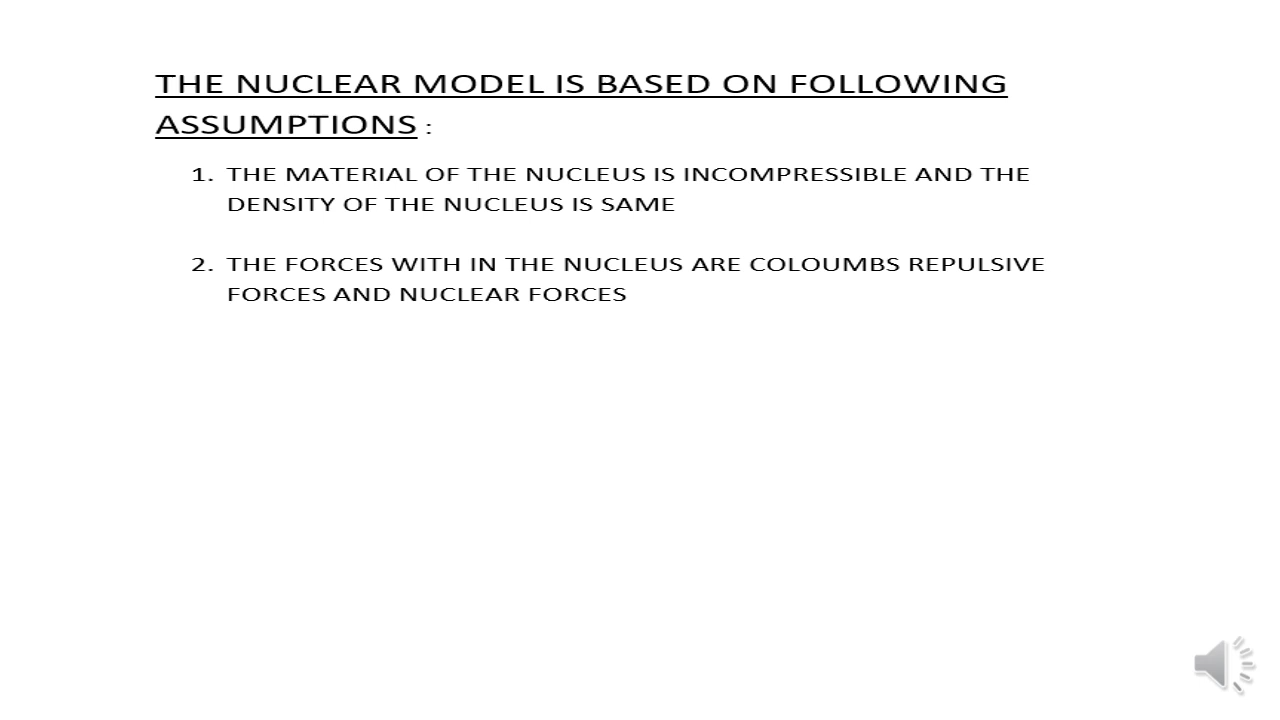 THE NUCLEAR MODEL IS BASED ON FOLLOWING
ASSUMPTIONS :
1. THE MATERIAL OF THE NUCLEUS IS INCOMPRESSIBLE AND THE
DENSITY OF THE NUCLEUS IS SAME
2. THE FORCES WITH IN THE NUCLEUS ARE COLOUMBS REPULSIVE
FORCES AND NUCLEAR FORCES